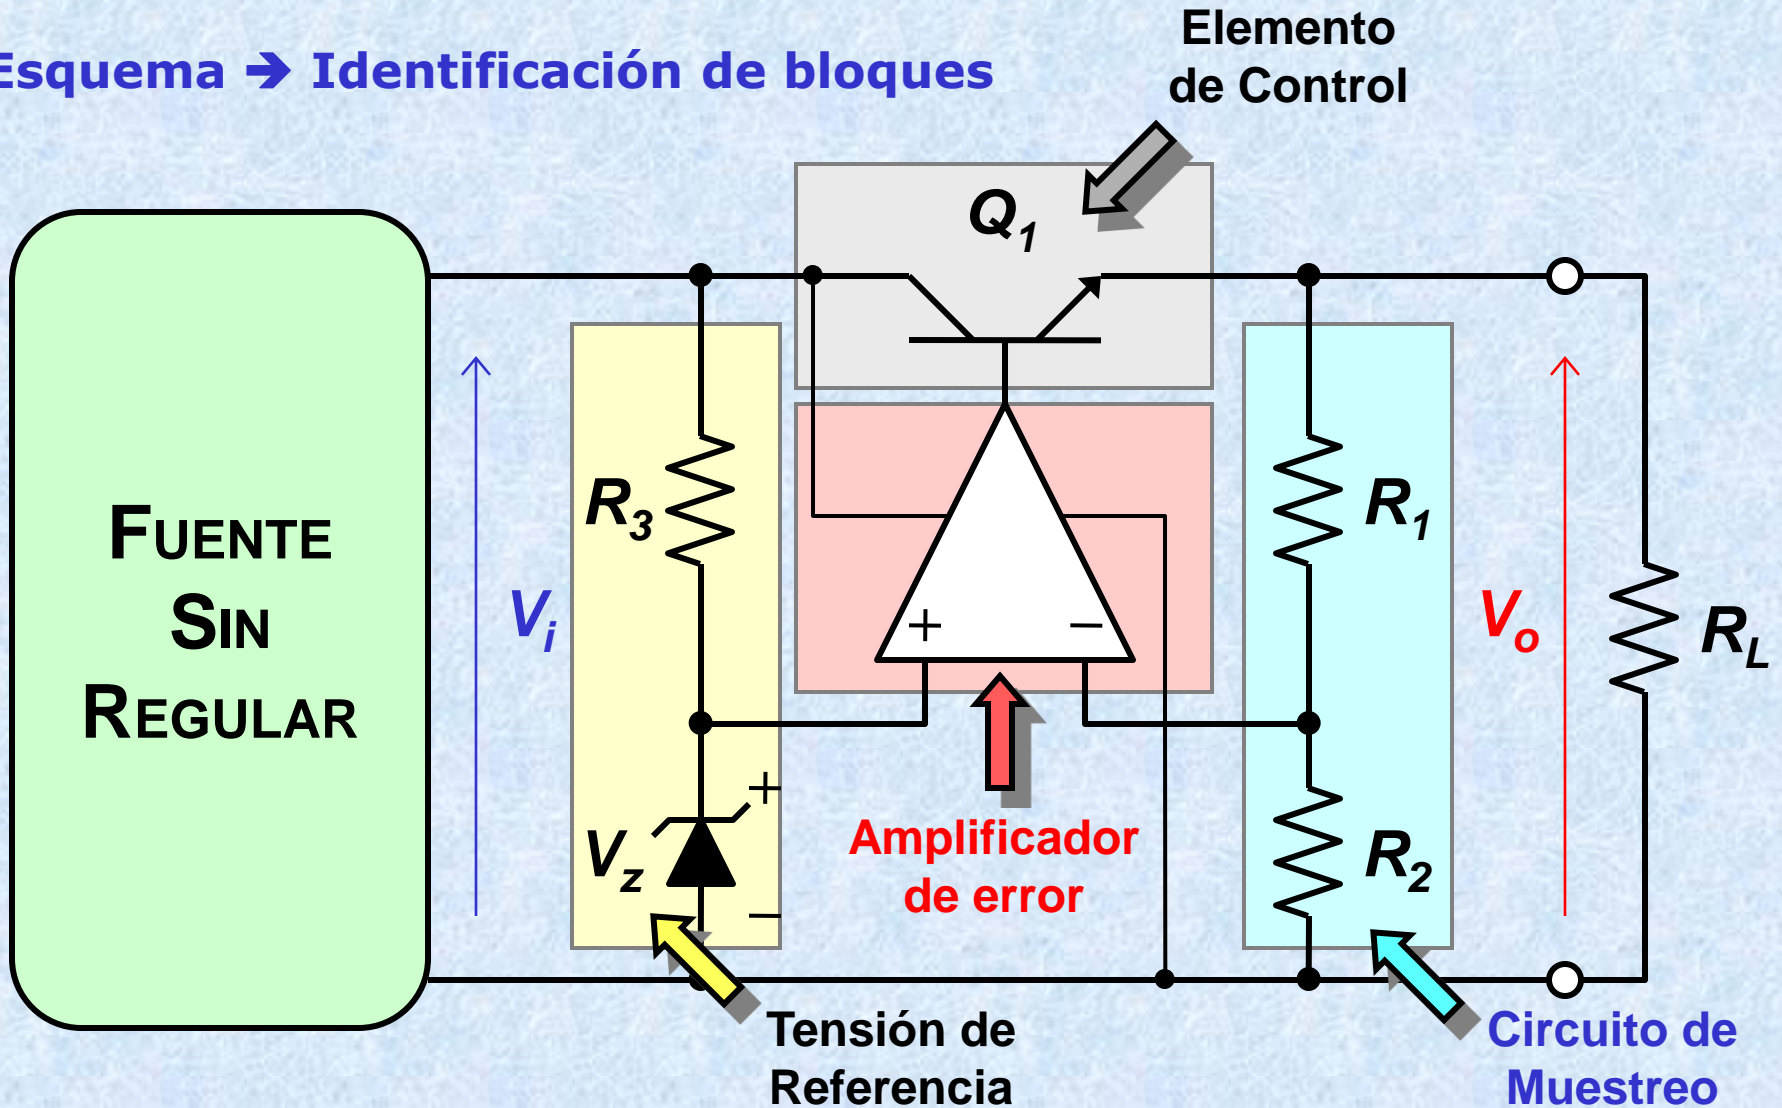 Esquema ➔ Identificación de bloques
Elemento
de Control
Q1
FUENTE
SIN
REGULAR
Vi
R3
Vz
+
−
+ −
Amplificador
de error
R1
R2
Vo
RL
Tensión de
Referencia
Circuito de
Muestreo